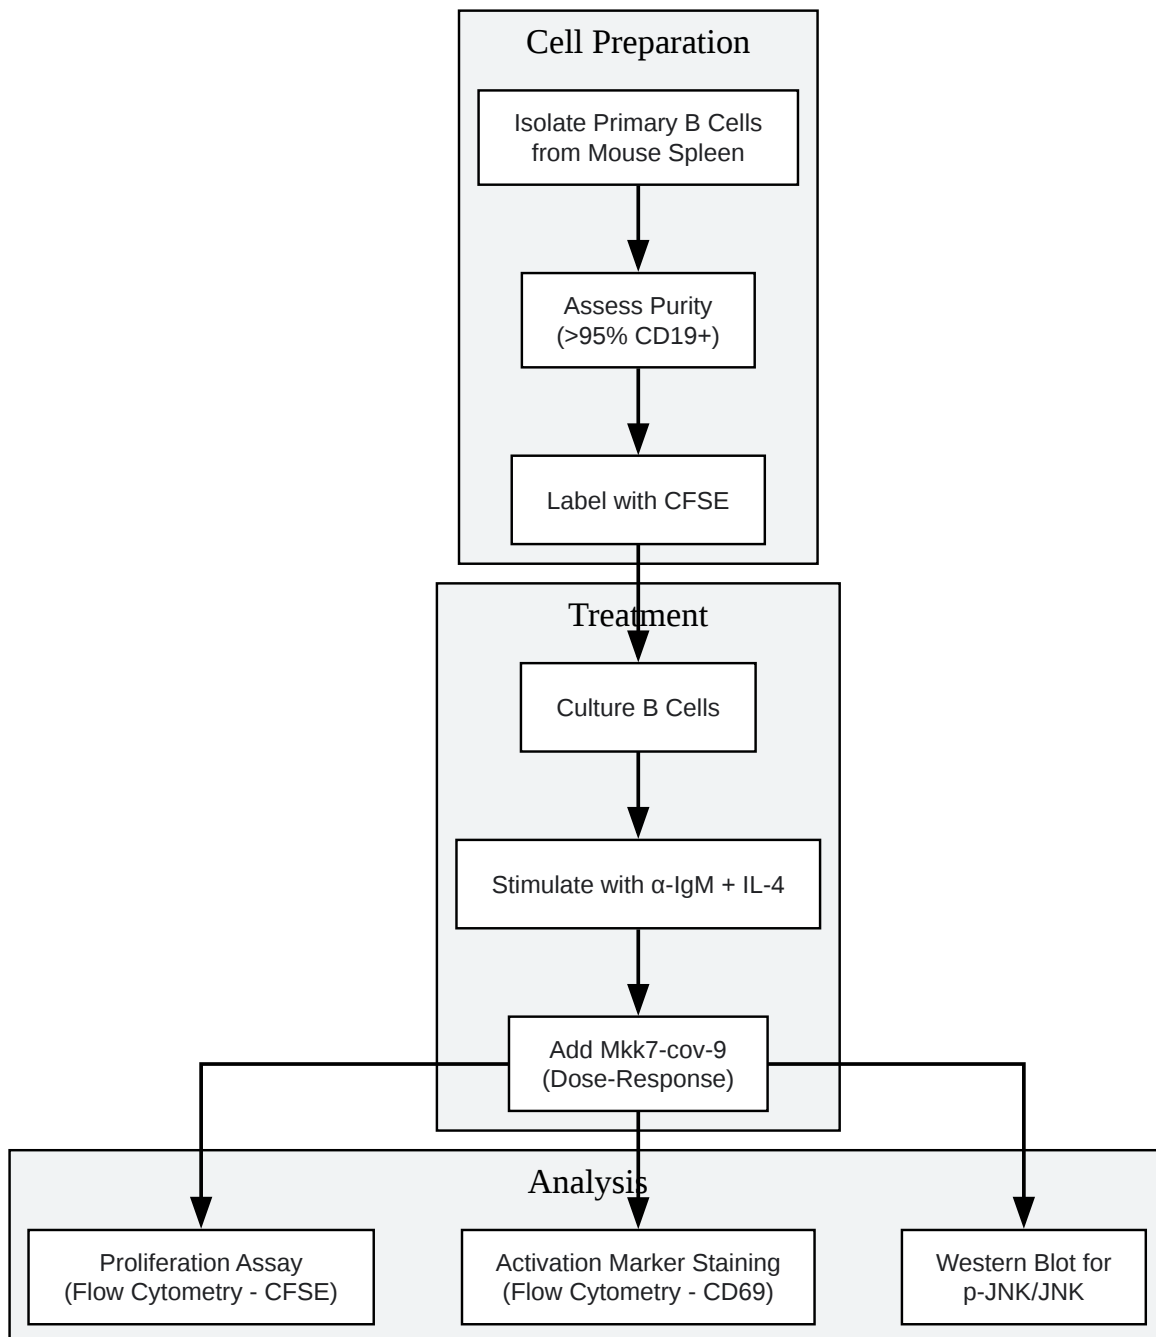 Cell Preparation
Isolate Primary B Cells
from Mouse Spleen
Assess Purity
(>95% CD19+)
Label with CFSE
Treatment
Culture B Cells
Stimulate with α-IgM + IL-4
Add Mkk7-cov-9
(Dose-Response)
Analysis
Proliferation Assay
(Flow Cytometry - CFSE)
Activation Marker Staining
(Flow Cytometry - CD69)
Western Blot for
p-JNK/JNK